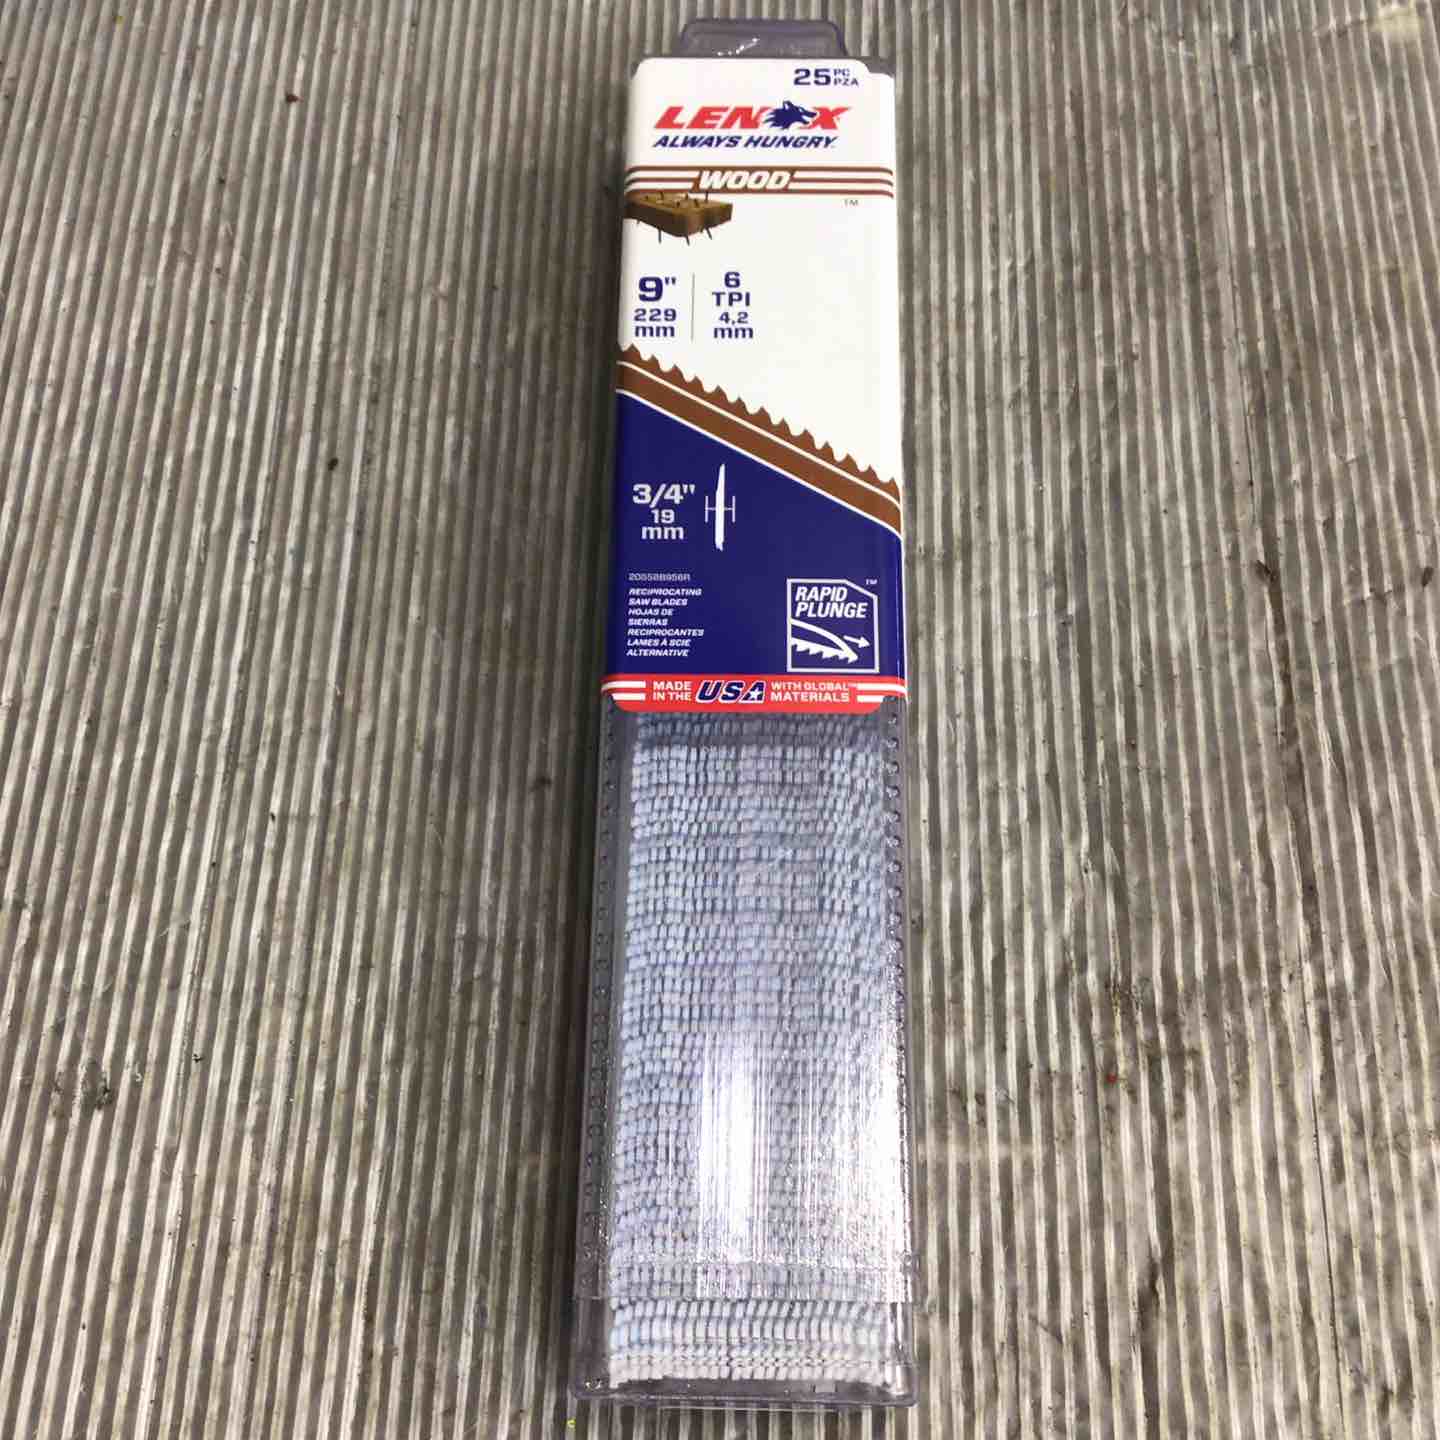 25 PC
PZA
LENOX
ALWAYS HUNGRY.
WOOD
TM
9" 6
229 TPI
mm 4,2
mm
3/4"
19
mm
20558B956R
RECIPROCATING
SAW BLADES
HOJAS DE
SIERRAS
RECIPROCANTES
LAMES À SCIE
ALTERNATIVE
RAPID
PLUNGE
TM
MADE
IN THE
USA
WITH GLOBAL
MATERIALS